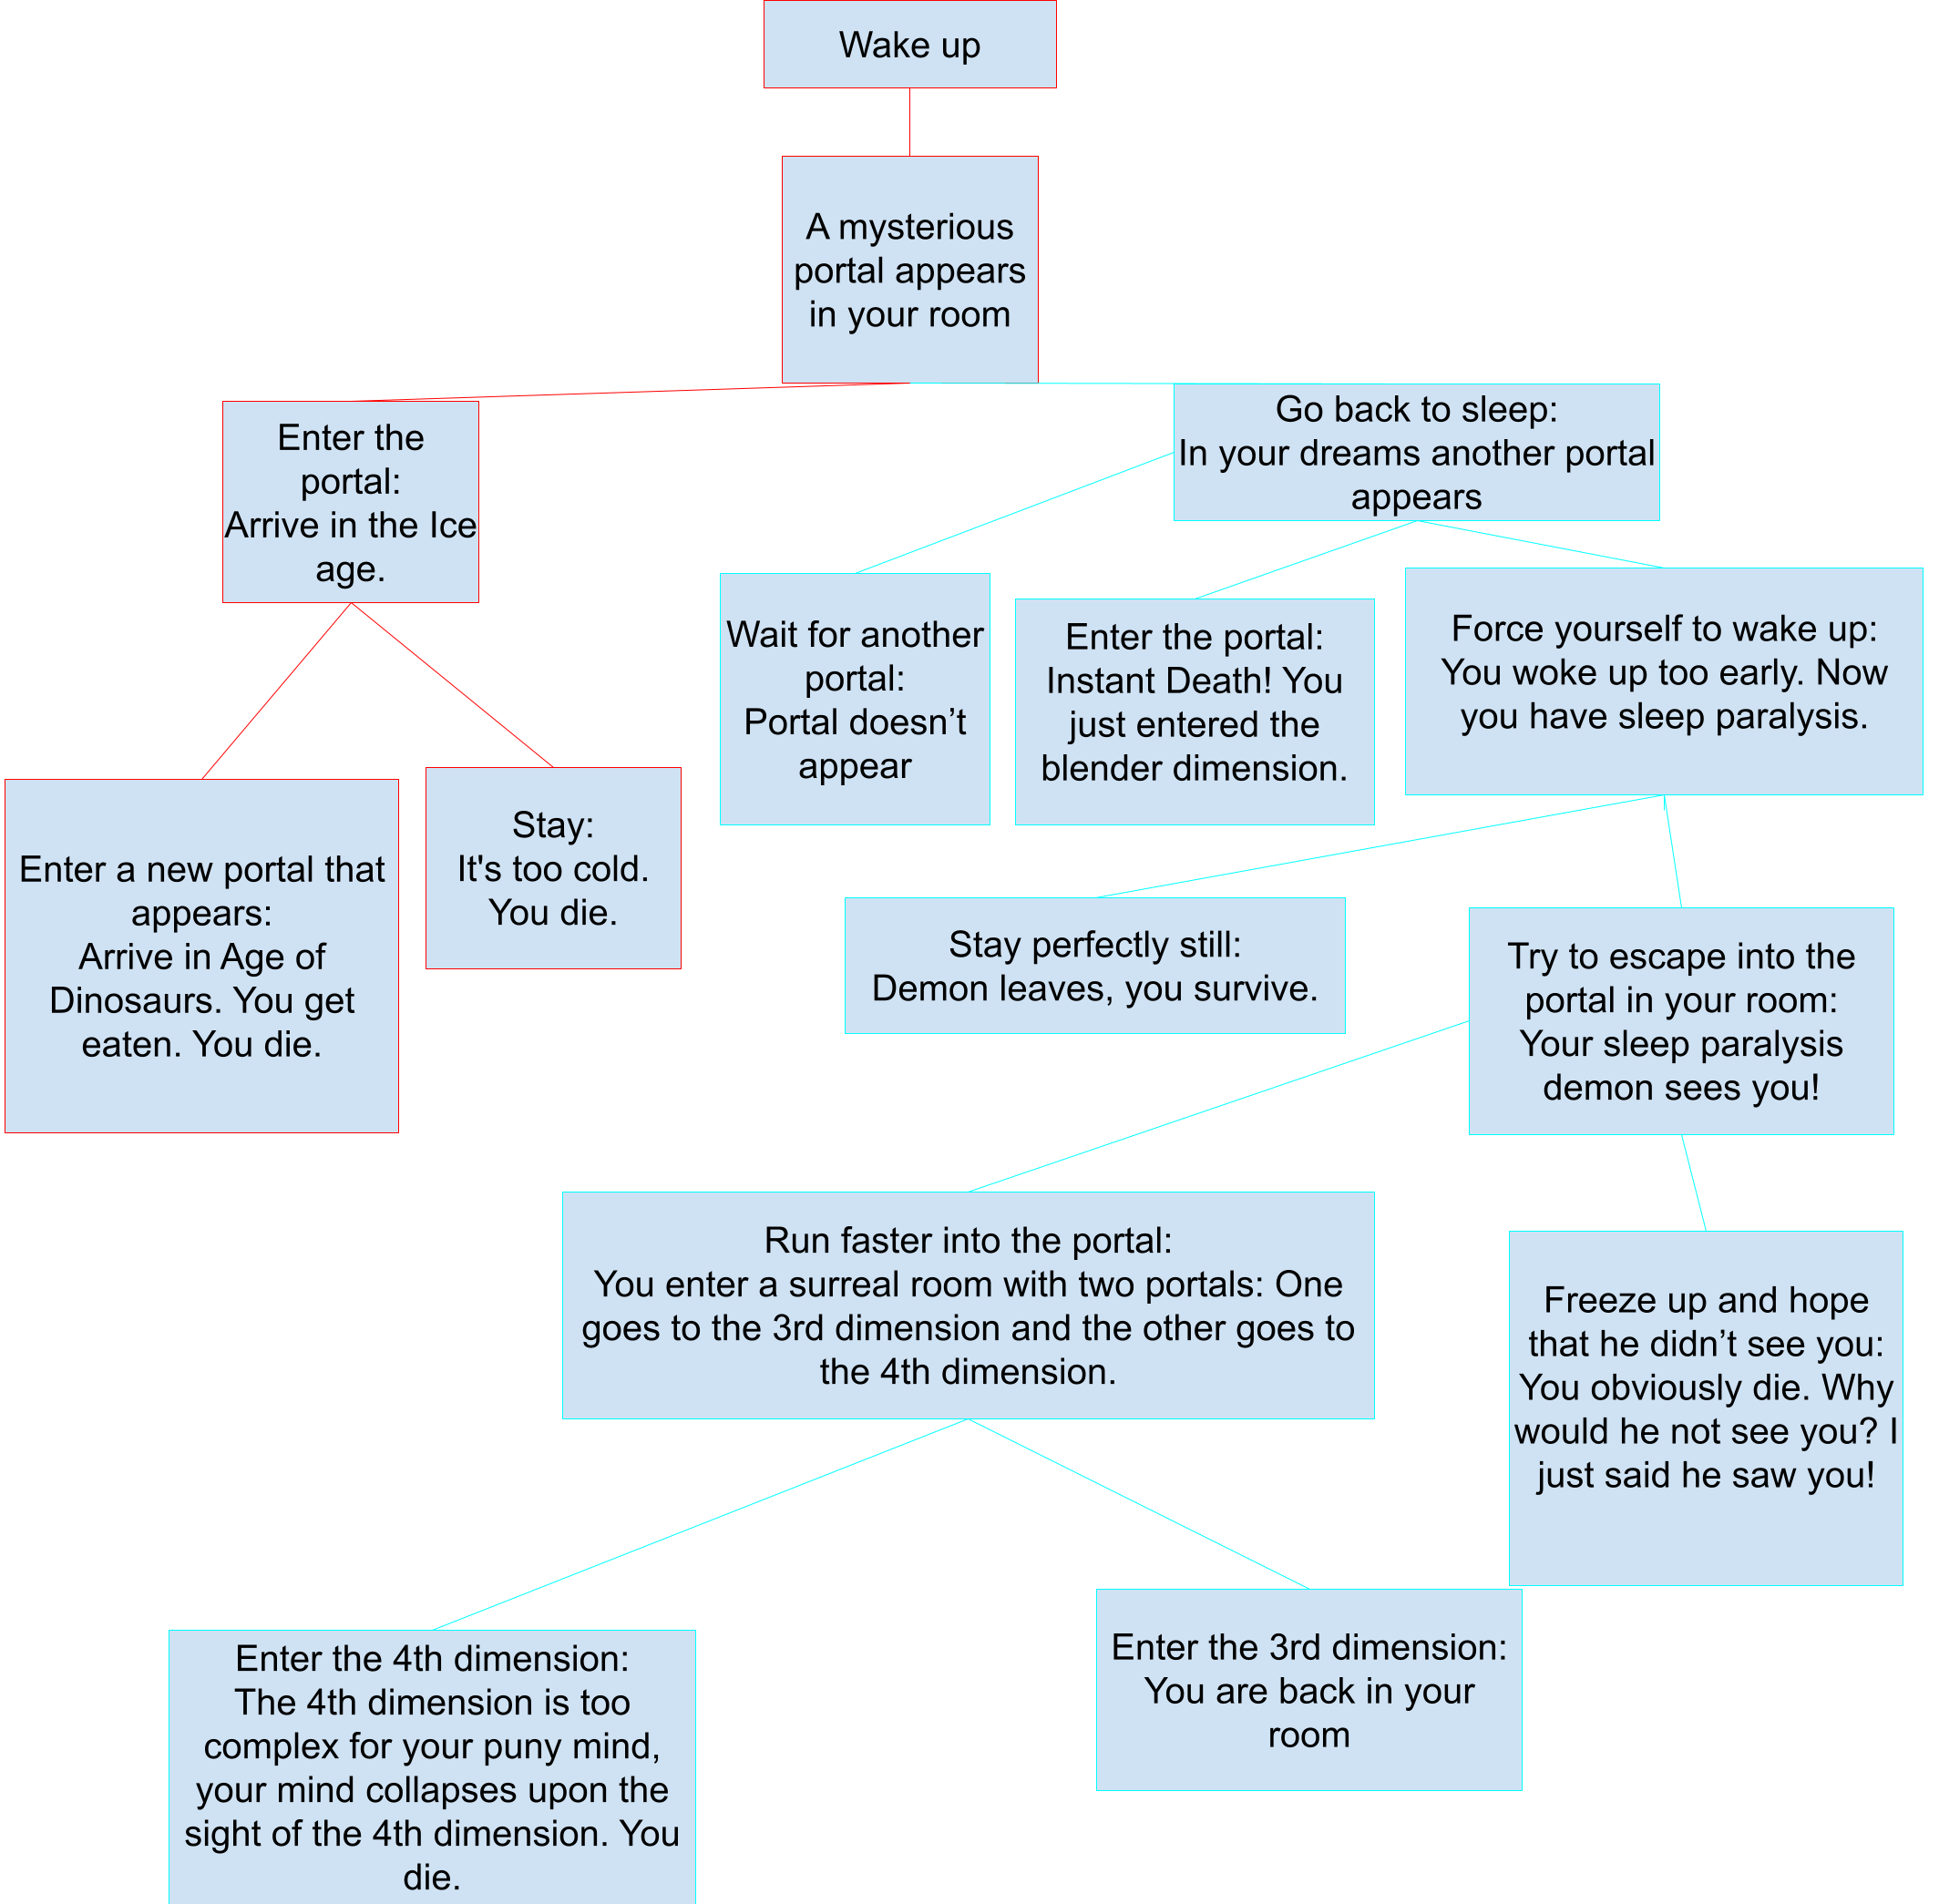 Wake up
A mysterious
portal appears
in your room
Enter the
portal:
Arrive in the Ice
age.
Go back to sleep:
In your dreams another portal
appears
Wait for another
portal:
Portal doesn’t
appear
Enter the portal:
Instant Death! You
just entered the
blender dimension.
Force yourself to wake up:
You woke up too early. Now
you have sleep paralysis.
Enter a new portal that
appears:
Arrive in Age of
Dinosaurs. You get
eaten. You die.
Stay:
It's too cold.
You die.
Stay perfectly still:
Demon leaves, you survive.
Try to escape into the
portal in your room:
Your sleep paralysis
demon sees you!
Run faster into the portal:
You enter a surreal room with two portals: One
goes to the 3rd dimension and the other goes to
the 4th dimension.
Freeze up and hope
that he didn’t see you:
You obviously die. Why
would he not see you? I
just said he saw you!
Enter the 4th dimension:
The 4th dimension is too
complex for your puny mind,
your mind collapses upon the
sight of the 4th dimension. You
die.
Enter the 3rd dimension:
You are back in your
room